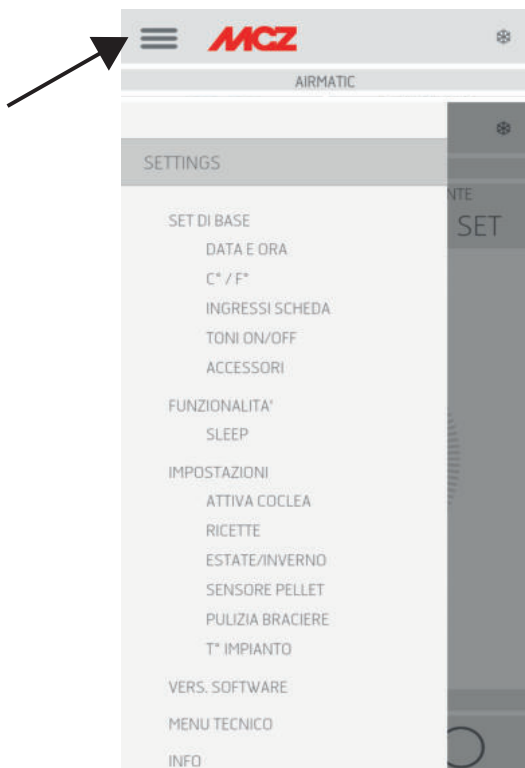 MCZ
AIRMATIC
SETTINGS
NTE
SET
SET DI BASE
DATA E ORA
C° / F°
INGRESSI SCHEDA
TONI ON/OFF
ACCESSORI
FUNZIONALITA'
SLEEP
IMPOSTAZIONI
ATTIVA COCLEA
RICETTE
ESTATE/INVERNO
SENSORE PELLET
PULIZIA BRACIERE
T° IMPIANTO
VERS. SOFTWARE
MENU TECNICO
INFO